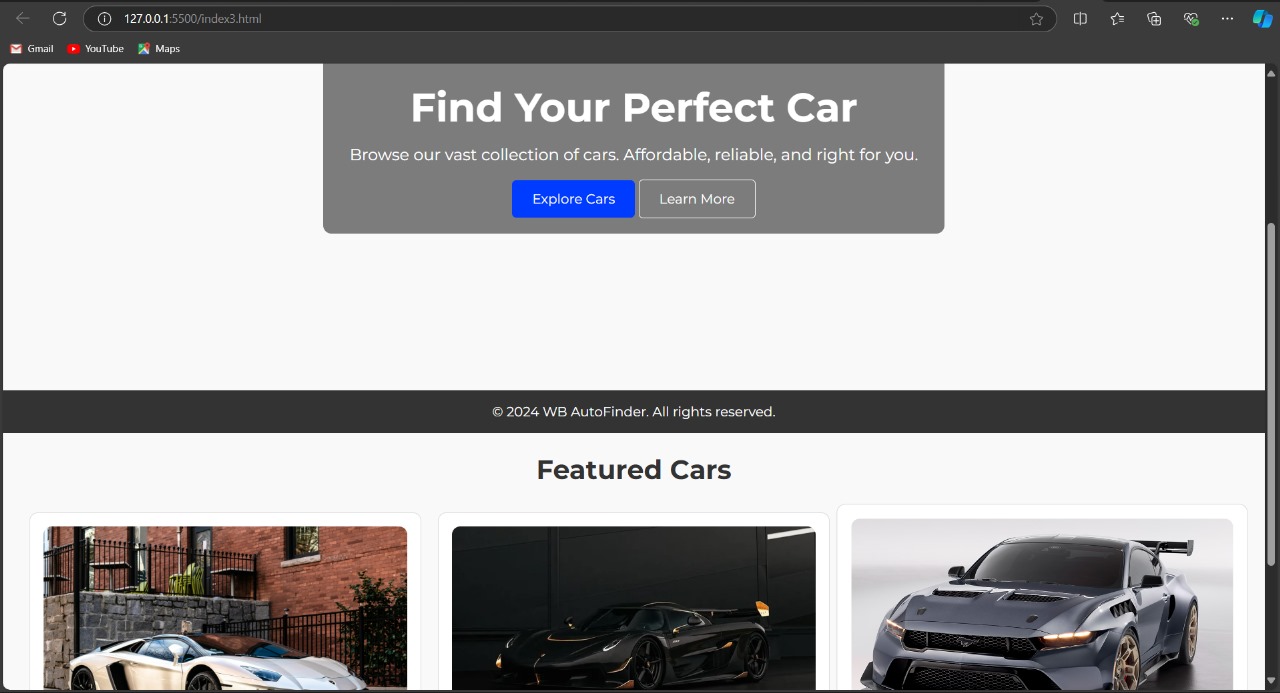 127.0.0.1:5500/index3.html
Gmail YouTube Maps
Find Your Perfect Car
Browse our vast collection of cars. Affordable, reliable, and right for you.
Explore Cars Learn More
© 2024 WB AutoFinder. All rights reserved.
Featured Cars